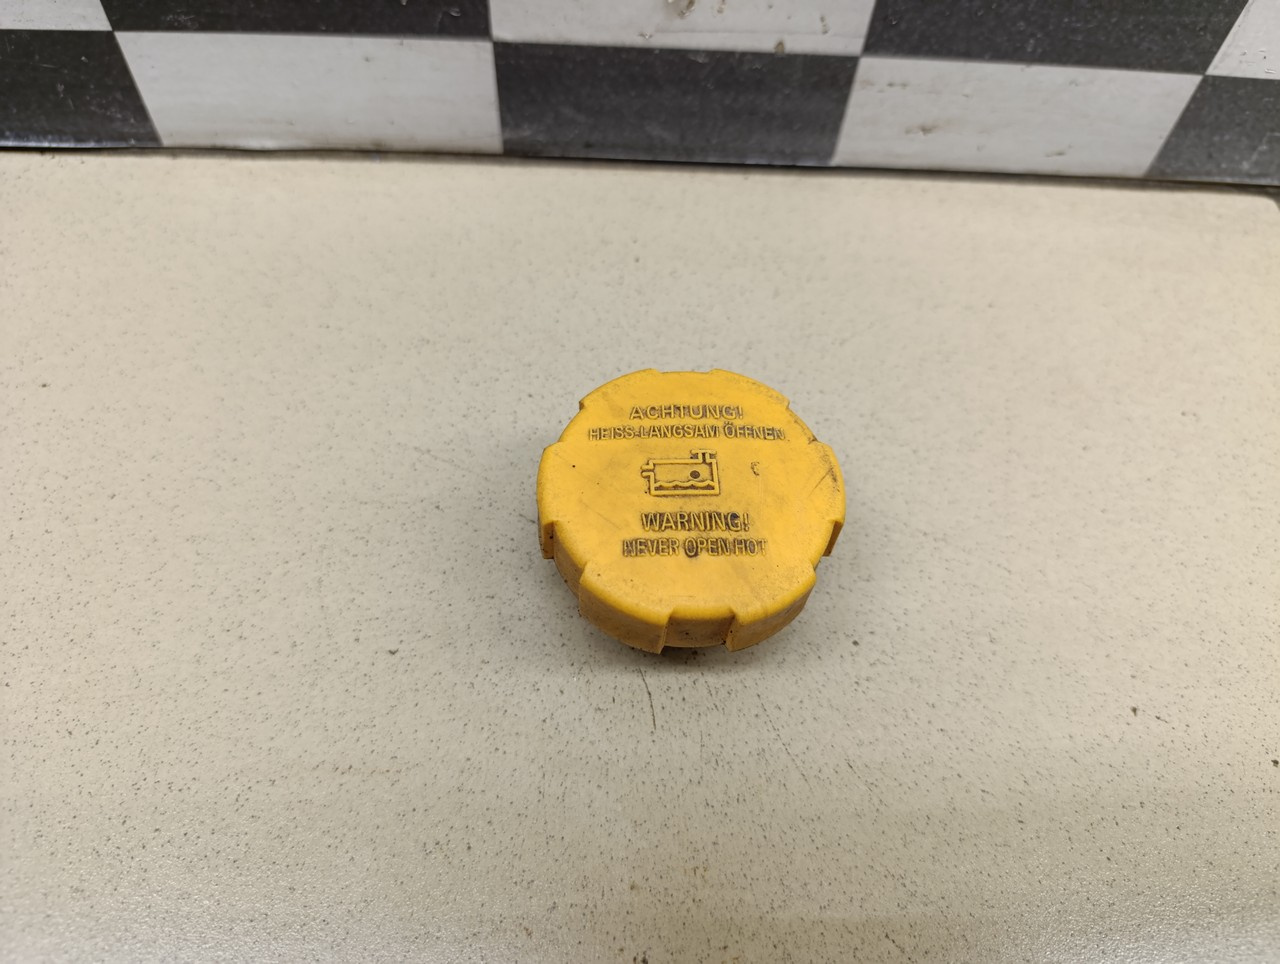 ACHTUNG!
HEISS-LANGSAM ÖFFNEN
WARNING!
NEVER OPEN HOT